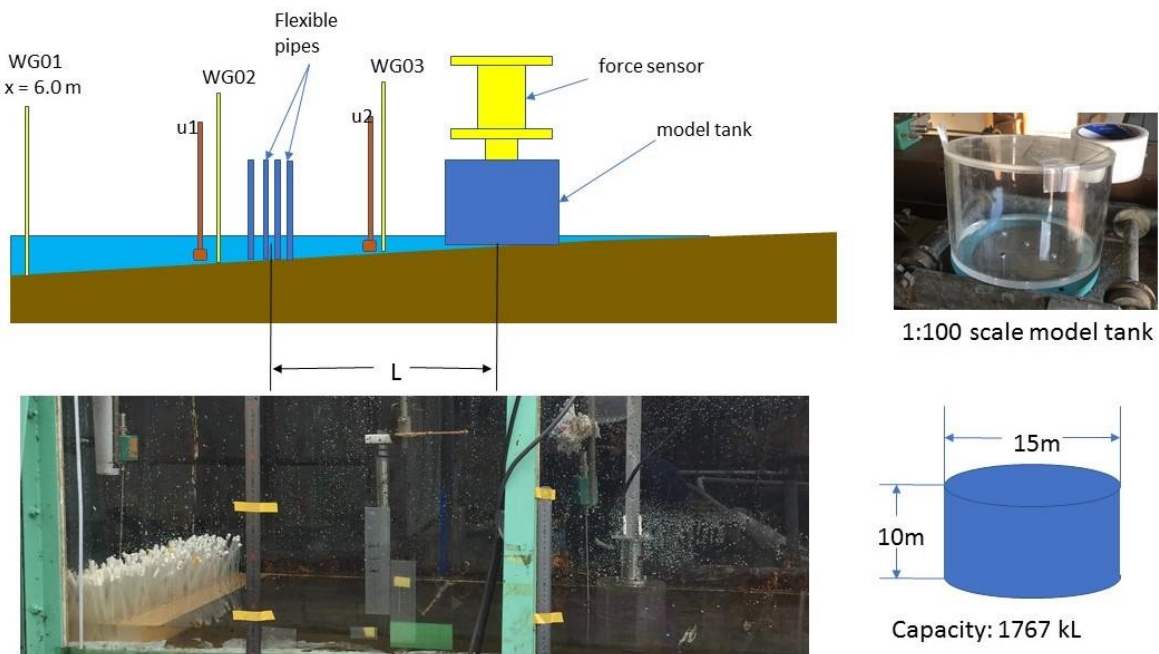 Flexible
pipes
WG01
x = 6.0 m
WG02
WG03
u1
u2
force sensor
model tank
L
1:100 scale model tank
15m
10m
Capacity: 1767 kL